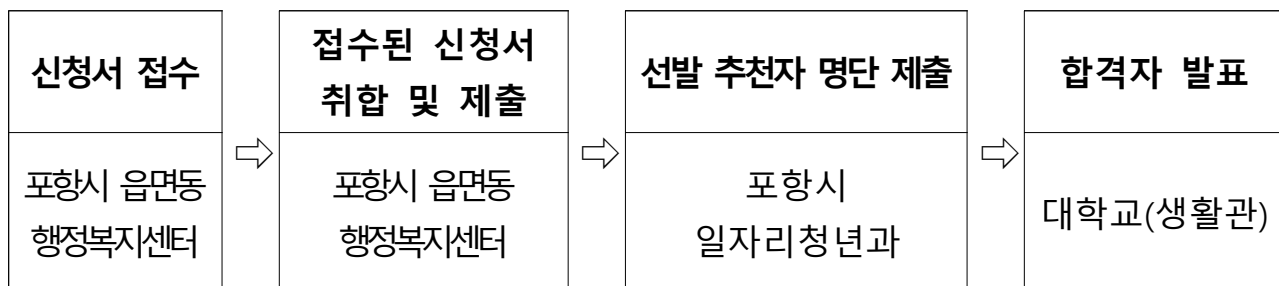 신청서 접수
접수된 신청서
취합 및 제출
선발 추천자 명단 제출
합격자 발표
⇨
⇨
⇨
포항시 읍면동
행정복지센터
포항시 읍면동
행정복지센터
포항시
일자리청년과
대학교(생활관)